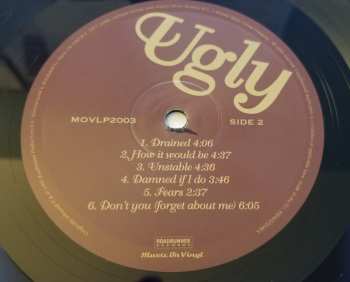 Ugly
MOVLP2003 SIDE 2
1. Drained 4:06
2. How it would be 4:37
3. Unstable 4:36
4. Damned if I do 3:46
5. Fears 2:37
6. Don't you (forget about me) 6:05
ROADRUNNER
RECORDS
Music On Vinyl